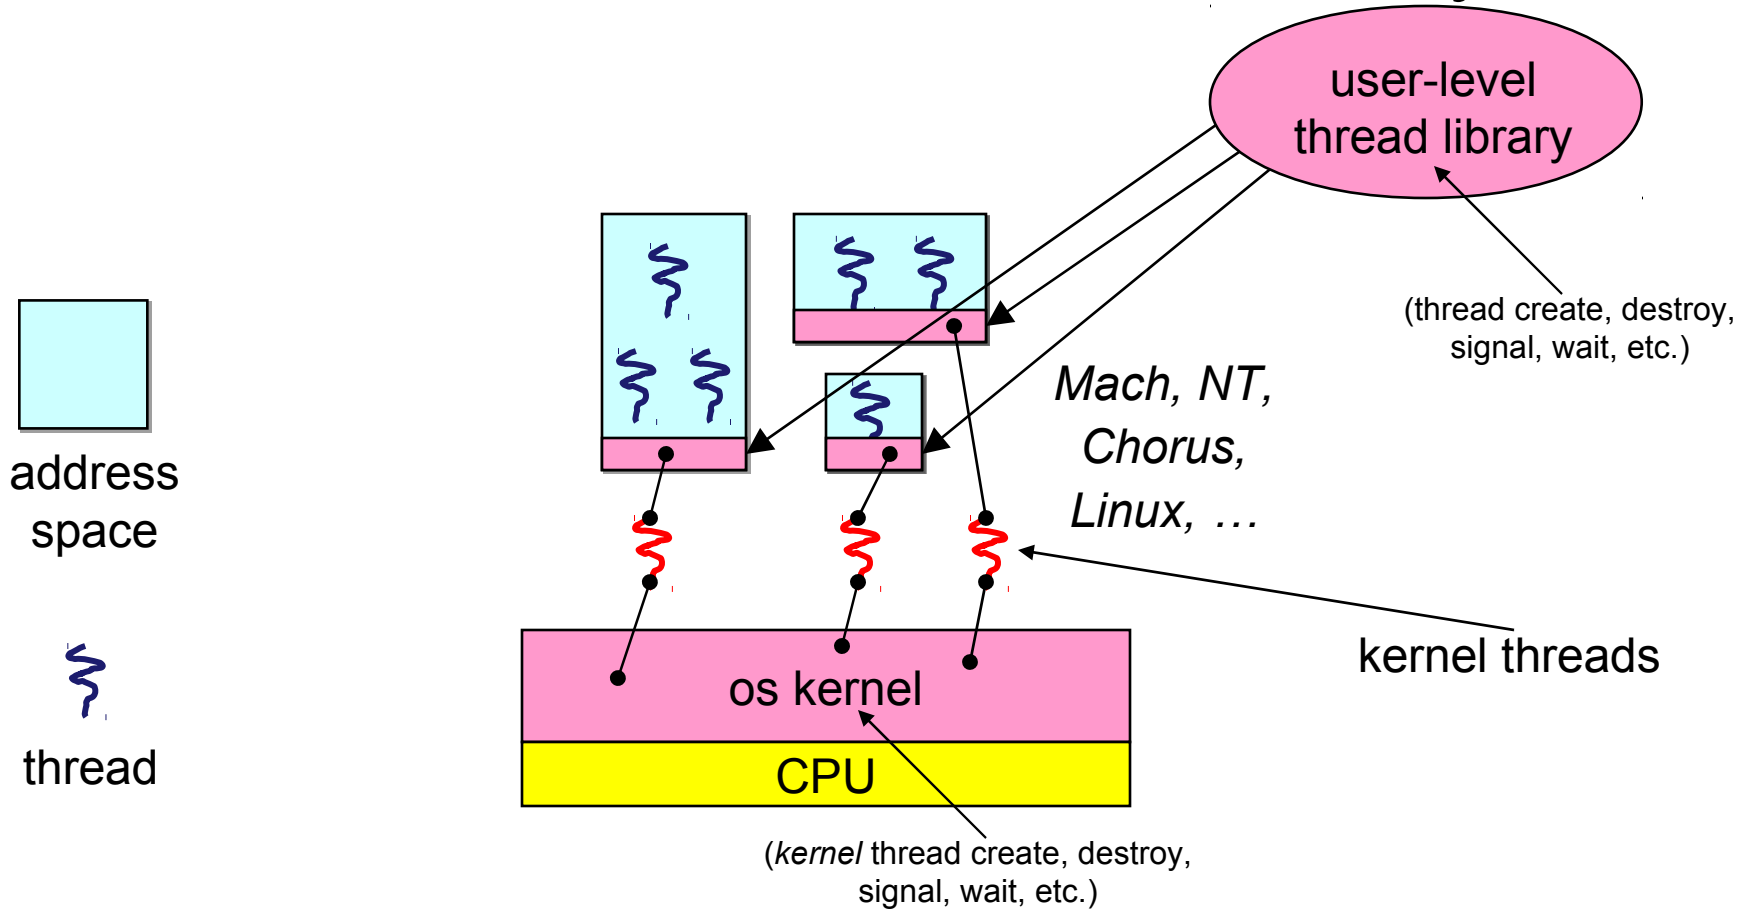 user-level
thread library
(thread create, destroy,
signal, wait, etc.)
Mach, NT,
Chorus,
Linux, …
address
space
kernel threads
os kernel
thread
CPU
(kernel thread create, destroy,
signal, wait, etc.)